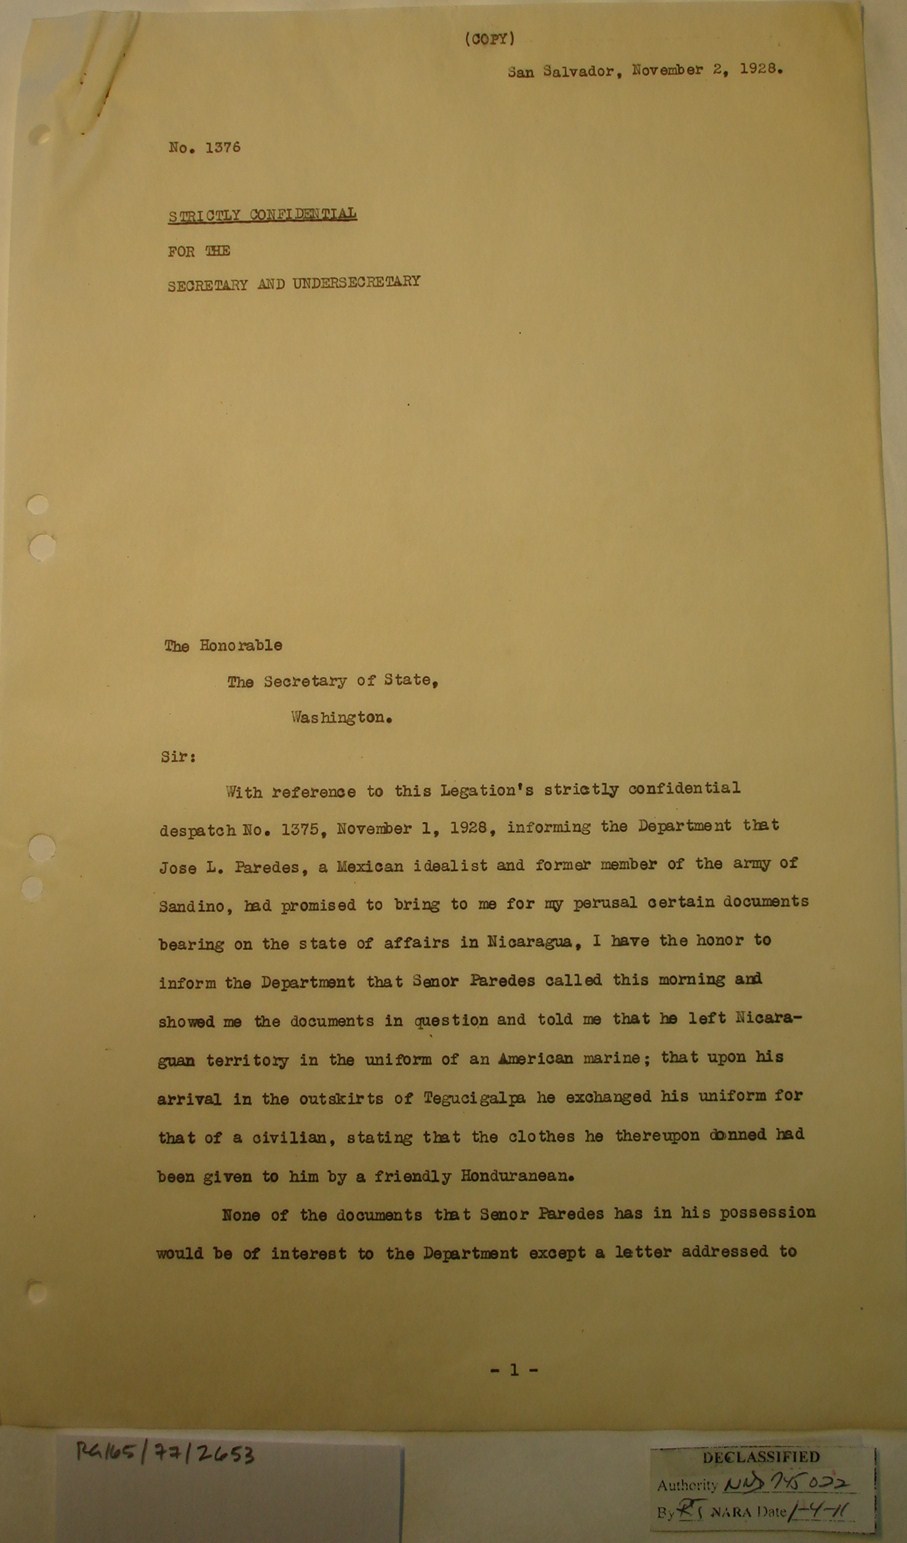 (COPY)
San Salvador, November 2, 1928.
No. 1376
STRICTLY CONFIDENTIAL
FOR THE
SECRETARY AND UNDERSECRETARY
The Honorable
The Secretary of State,
Washington.
Sir:
With reference to this Legation's strictly confidential
despatch No. 1375, November 1, 1928, informing the Department that
Jose L. Paredes, a Mexican idealist and former member of the army of
Sandino, had promised to bring to me for my perusal certain documents
bearing on the state of affairs in Nicaragua, I have the honor to
inform the Department that Senor Paredes called this morning and
showed me the documents in question and told me that he left Nicara-
guan territory in the uniform of an American marine; that upon his
arrival in the outskirts of Tegucigalpa he exchanged his uniform for
that of a civilian, stating that the clothes he thereupon donned had
been given to him by a friendly Honduranean.
None of the documents that Senor Paredes has in his possession
would be of interest to the Department except a letter addressed to
- 1 -
RG165/77/2653
DECLASSIFIED
Authority NND 745022
By RT NARA Date 1-4-11